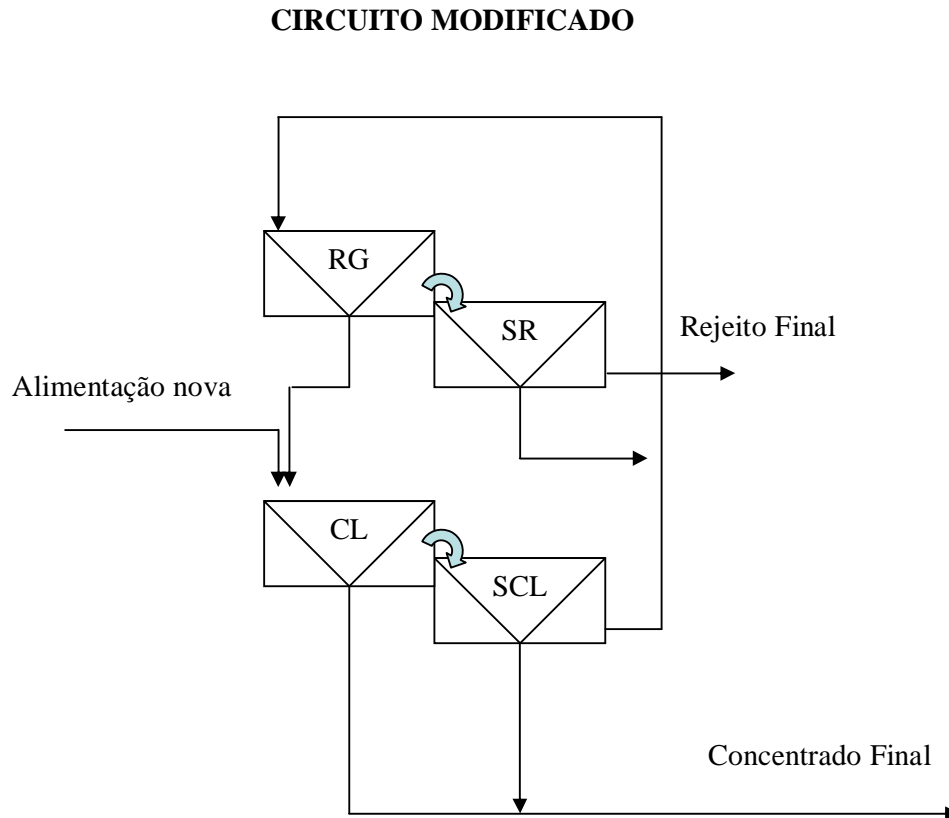 CIRCUITO MODIFICADO
RG
SR
Rejeito Final
Alimentação nova
CL
SCL
Concentrado Final